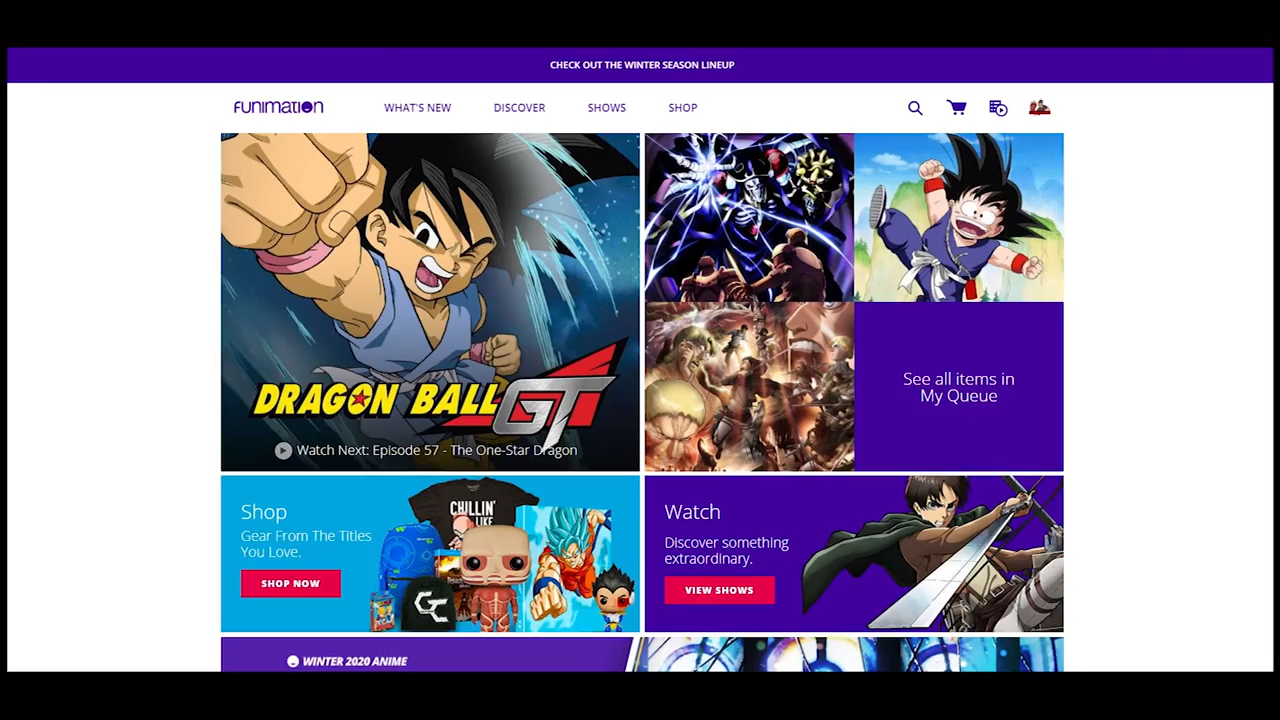 CHECK OUT THE WINTER SEASON LINEUP
FUNIMATION
WHAT'S NEW
DISCOVER
SHOWS
SHOP
DRAGON BALL GT
Watch Next: Episode 57 - The One-Star Dragon
See all items in
My Queue
Shop
Gear From The Titles
You Love.
SHOP NOW
CHILLIN'
LIKE
GC
Watch
Discover something
extraordinary.
VIEW SHOWS
WINTER 2020 ANIME